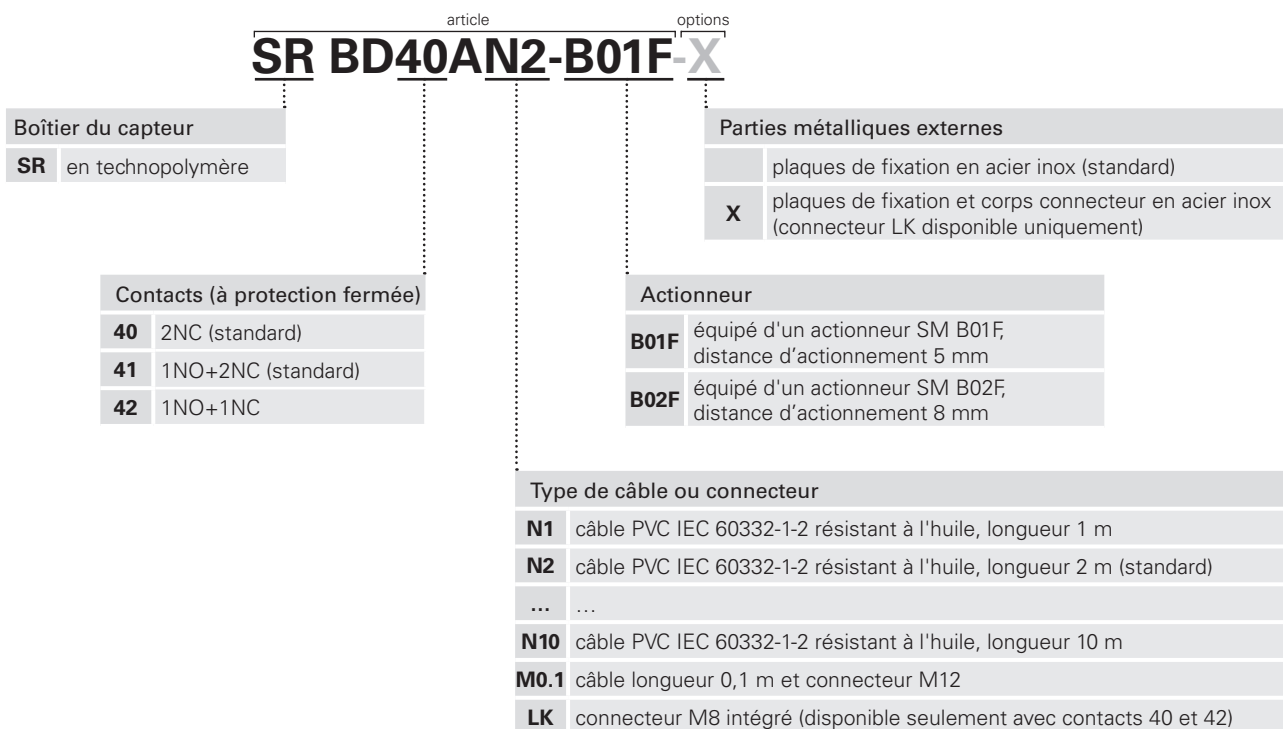 article options
SR BD40AN2-B01F-X
Boîtier du capteur
SR en technopolymère
Parties métalliques externes
plaques de fixation en acier inox (standard)
X plaques de fixation et corps connecteur en acier inox
(connecteur LK disponible uniquement)
Contacts (à protection fermée)
40 2NC (standard)
41 1NO+2NC (standard)
42 1NO+1NC
Actionneur
B01F équipé d'un actionneur SM B01F,
distance d’actionnement 5 mm
B02F équipé d'un actionneur SM B02F,
distance d’actionnement 8 mm
Type de câble ou connecteur
N1 câble PVC IEC 60332-1-2 résistant à l'huile, longueur 1 m
N2 câble PVC IEC 60332-1-2 résistant à l'huile, longueur 2 m (standard)
... ...
N10 câble PVC IEC 60332-1-2 résistant à l'huile, longueur 10 m
M0.1 câble longueur 0,1 m et connecteur M12
LK connecteur M8 intégré (disponible seulement avec contacts 40 et 42)